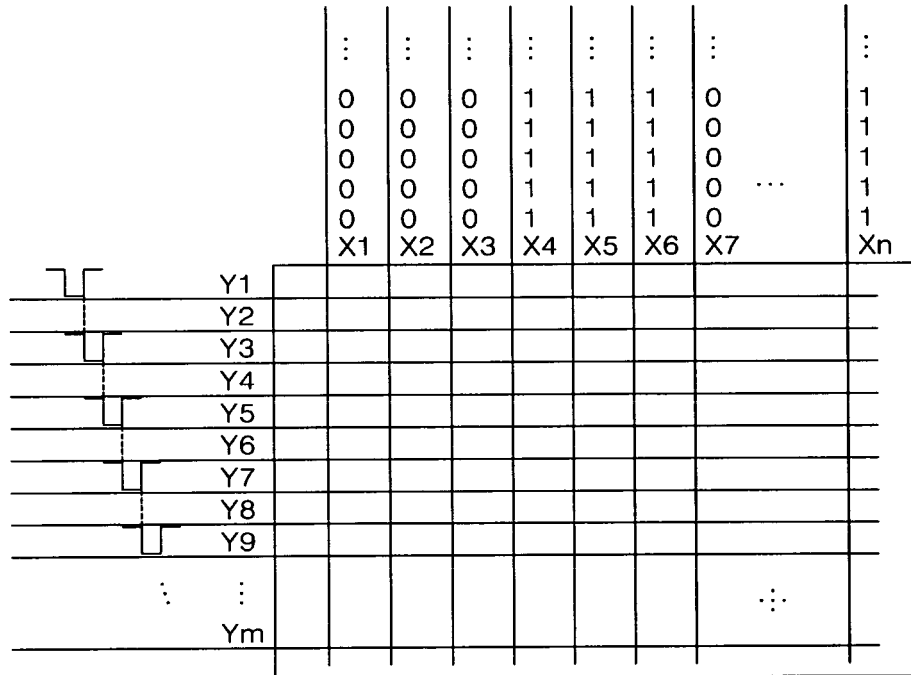 ⋮ ⋮ ⋮ ⋮ ⋮ ⋮ ⋮ ⋮
0 0 0 1 1 1 0 1
0 0 0 1 1 1 0 1
0 0 0 1 1 1 0 1
0 0 0 1 1 1 0 ... 1
0 0 0 1 1 1 0 1
X1 X2 X3 X4 X5 X6 X7 Xn
Y1
Y2
Y3
Y4
Y5
Y6
Y7
Y8
Y9
⋮
Ym